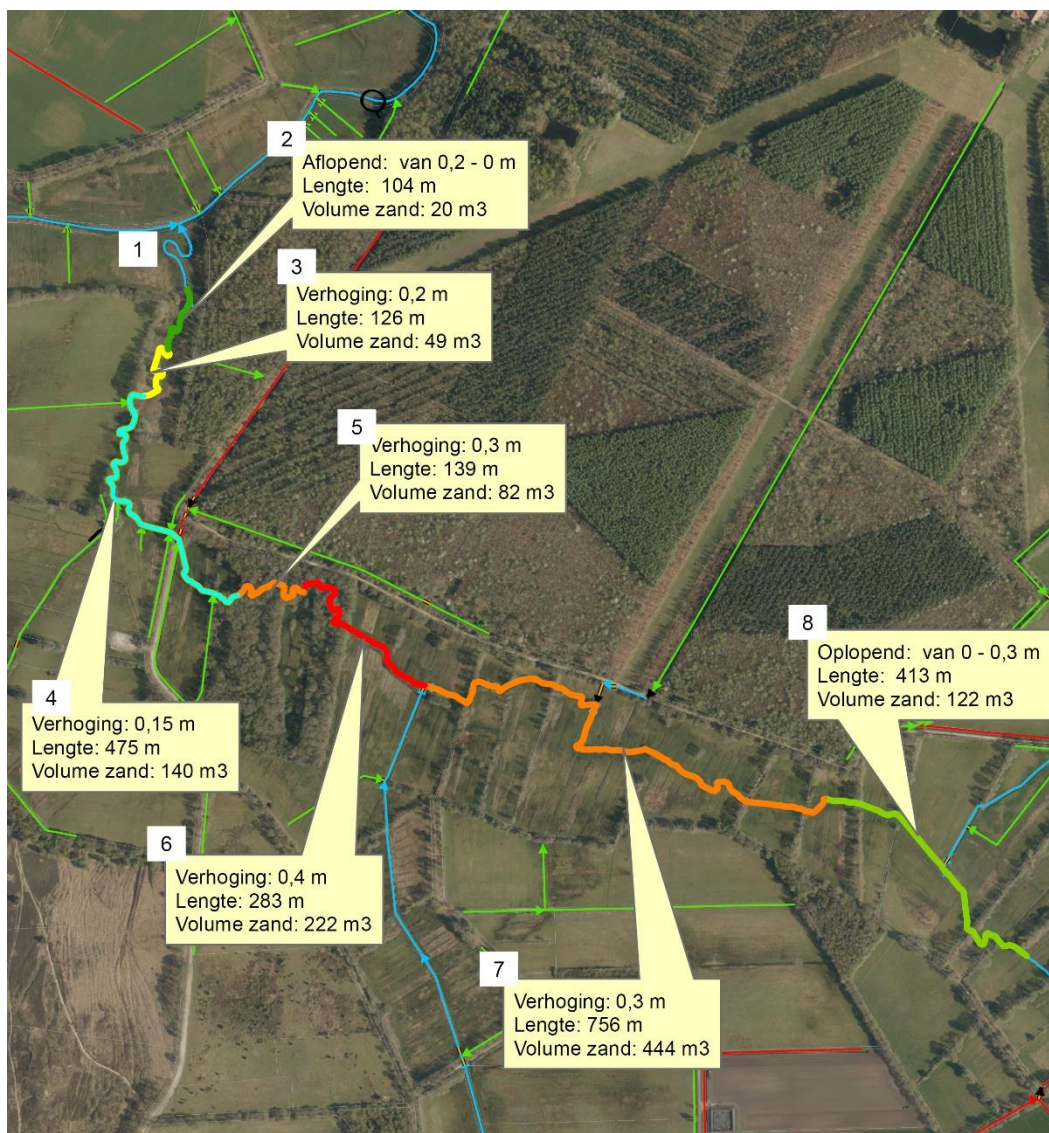 2
Aflopend: van 0,2 - 0 m
Lengte: 104 m
Volume zand: 20 m3
1
3
Verhoging: 0,2 m
Lengte: 126 m
Volume zand: 49 m3
5
Verhoging: 0,3 m
Lengte: 139 m
Volume zand: 82 m3
4
Verhoging: 0,15 m
Lengte: 475 m
Volume zand: 140 m3
8
Oplopend: van 0 - 0,3 m
Lengte: 413 m
Volume zand: 122 m3
6
Verhoging: 0,4 m
Lengte: 283 m
Volume zand: 222 m3
7
Verhoging: 0,3 m
Lengte: 756 m
Volume zand: 444 m3